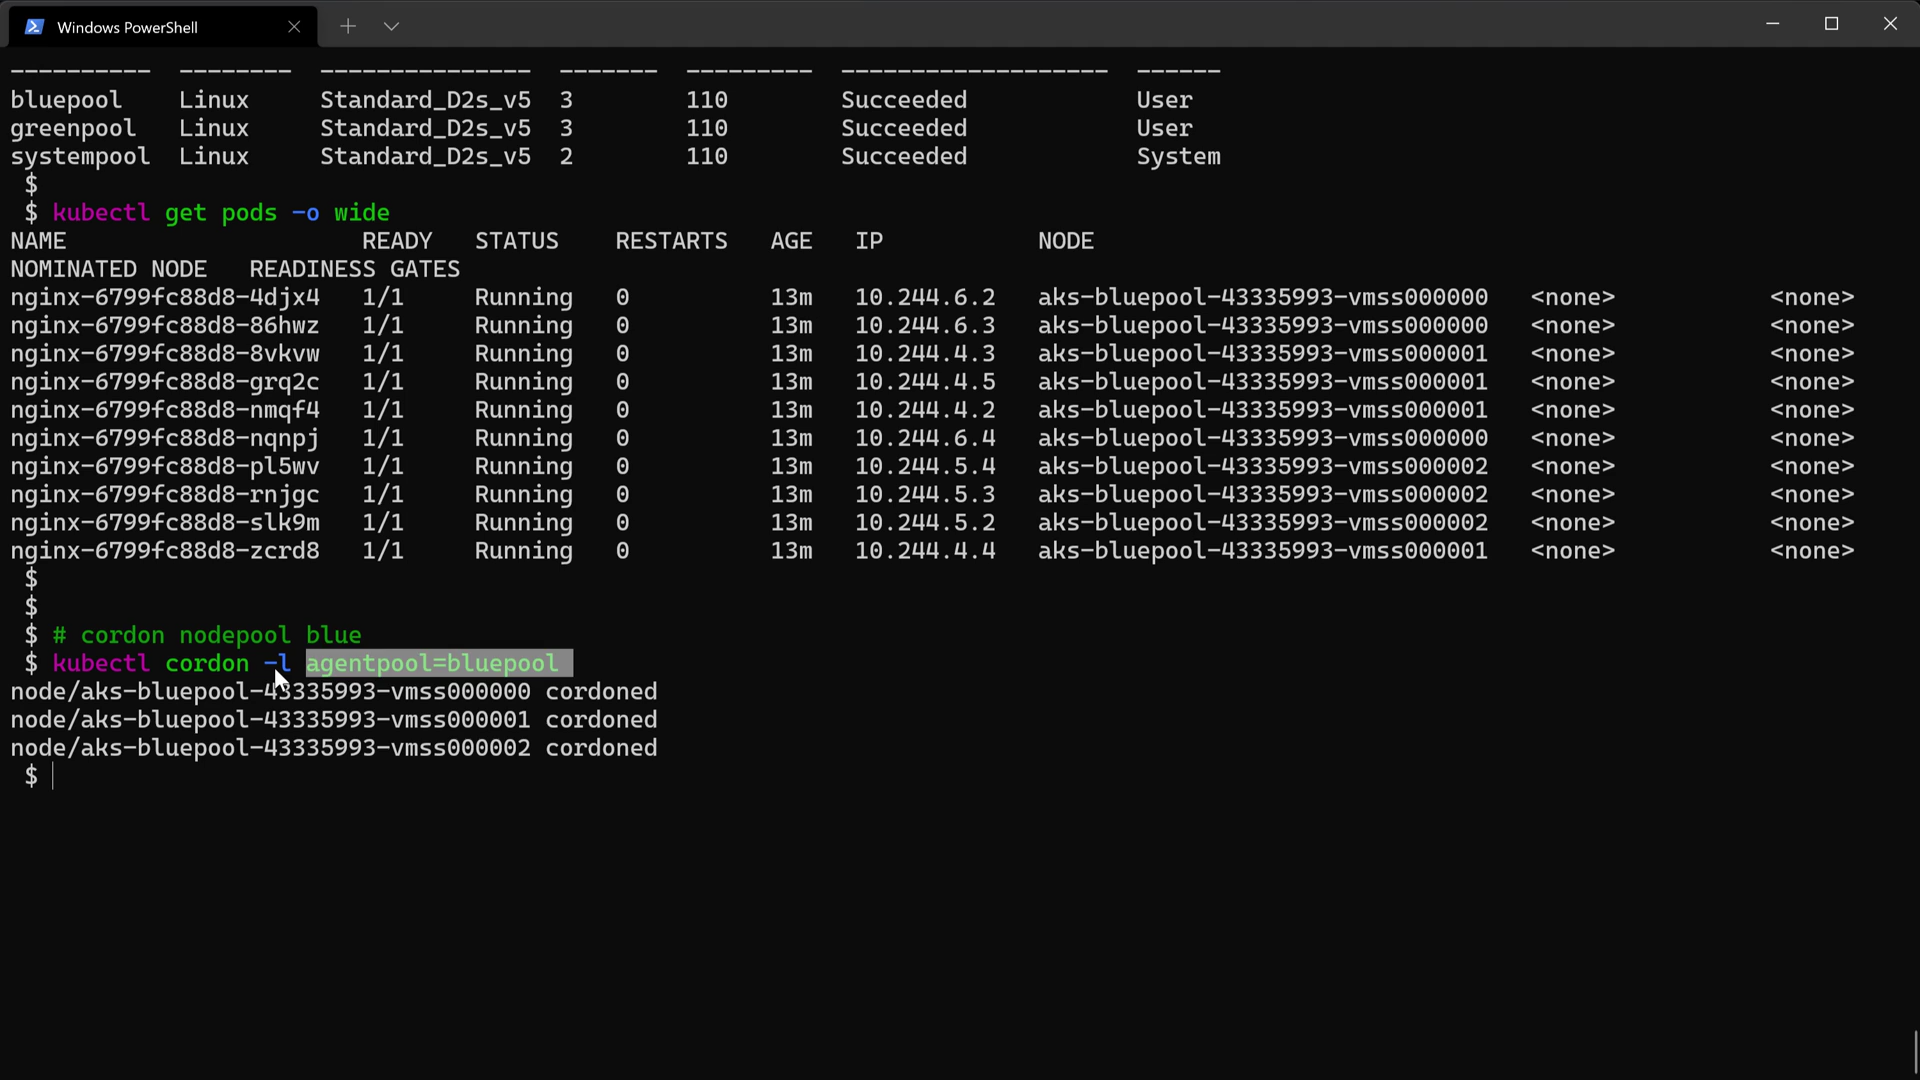 Windows PowerShell
---------- -------- --------------- ------- --------- ------------------- ------
bluepool Linux Standard_D2s_v5 3 110 Succeeded User
greenpool Linux Standard_D2s_v5 3 110 Succeeded User
systempool Linux Standard_D2s_v5 2 110 Succeeded System
$
$ kubectl get pods -o wide
NAME READY STATUS RESTARTS AGE IP NODE
NOMINATED NODE READINESS GATES
nginx-6799fc88d8-4djx4 1/1 Running 0 13m 10.244.6.2 aks-bluepool-43335993-vmss000000 <none> <none>
nginx-6799fc88d8-86hwz 1/1 Running 0 13m 10.244.6.3 aks-bluepool-43335993-vmss000000 <none> <none>
nginx-6799fc88d8-8vkvw 1/1 Running 0 13m 10.244.4.3 aks-bluepool-43335993-vmss000001 <none> <none>
nginx-6799fc88d8-grq2c 1/1 Running 0 13m 10.244.4.5 aks-bluepool-43335993-vmss000001 <none> <none>
nginx-6799fc88d8-nmqf4 1/1 Running 0 13m 10.244.4.2 aks-bluepool-43335993-vmss000001 <none> <none>
nginx-6799fc88d8-nqnpj 1/1 Running 0 13m 10.244.6.4 aks-bluepool-43335993-vmss000000 <none> <none>
nginx-6799fc88d8-pl5wv 1/1 Running 0 13m 10.244.5.4 aks-bluepool-43335993-vmss000002 <none> <none>
nginx-6799fc88d8-rnjgc 1/1 Running 0 13m 10.244.5.3 aks-bluepool-43335993-vmss000002 <none> <none>
nginx-6799fc88d8-slk9m 1/1 Running 0 13m 10.244.5.2 aks-bluepool-43335993-vmss000002 <none> <none>
nginx-6799fc88d8-zcrd8 1/1 Running 0 13m 10.244.4.4 aks-bluepool-43335993-vmss000001 <none> <none>
$
$
$ # cordon nodepool blue
$ kubectl cordon -l agentpool=bluepool
node/aks-bluepool-43335993-vmss000000 cordoned
node/aks-bluepool-43335993-vmss000001 cordoned
node/aks-bluepool-43335993-vmss000002 cordoned
$